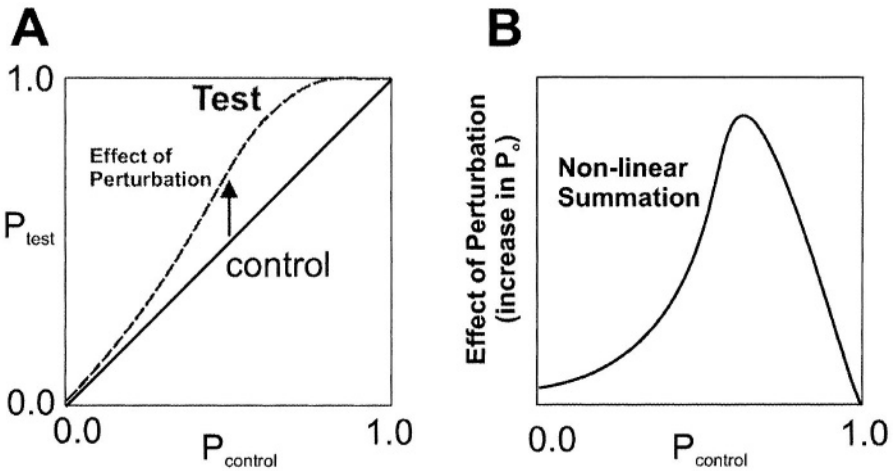 A
1.0
Test
Effect of
Perturbation
P_test
control
0.0
0.0
1.0
P_control
B
Effect of Perturbation
(increase in P_o)
Non-linear
Summation
0.0
1.0
P_control